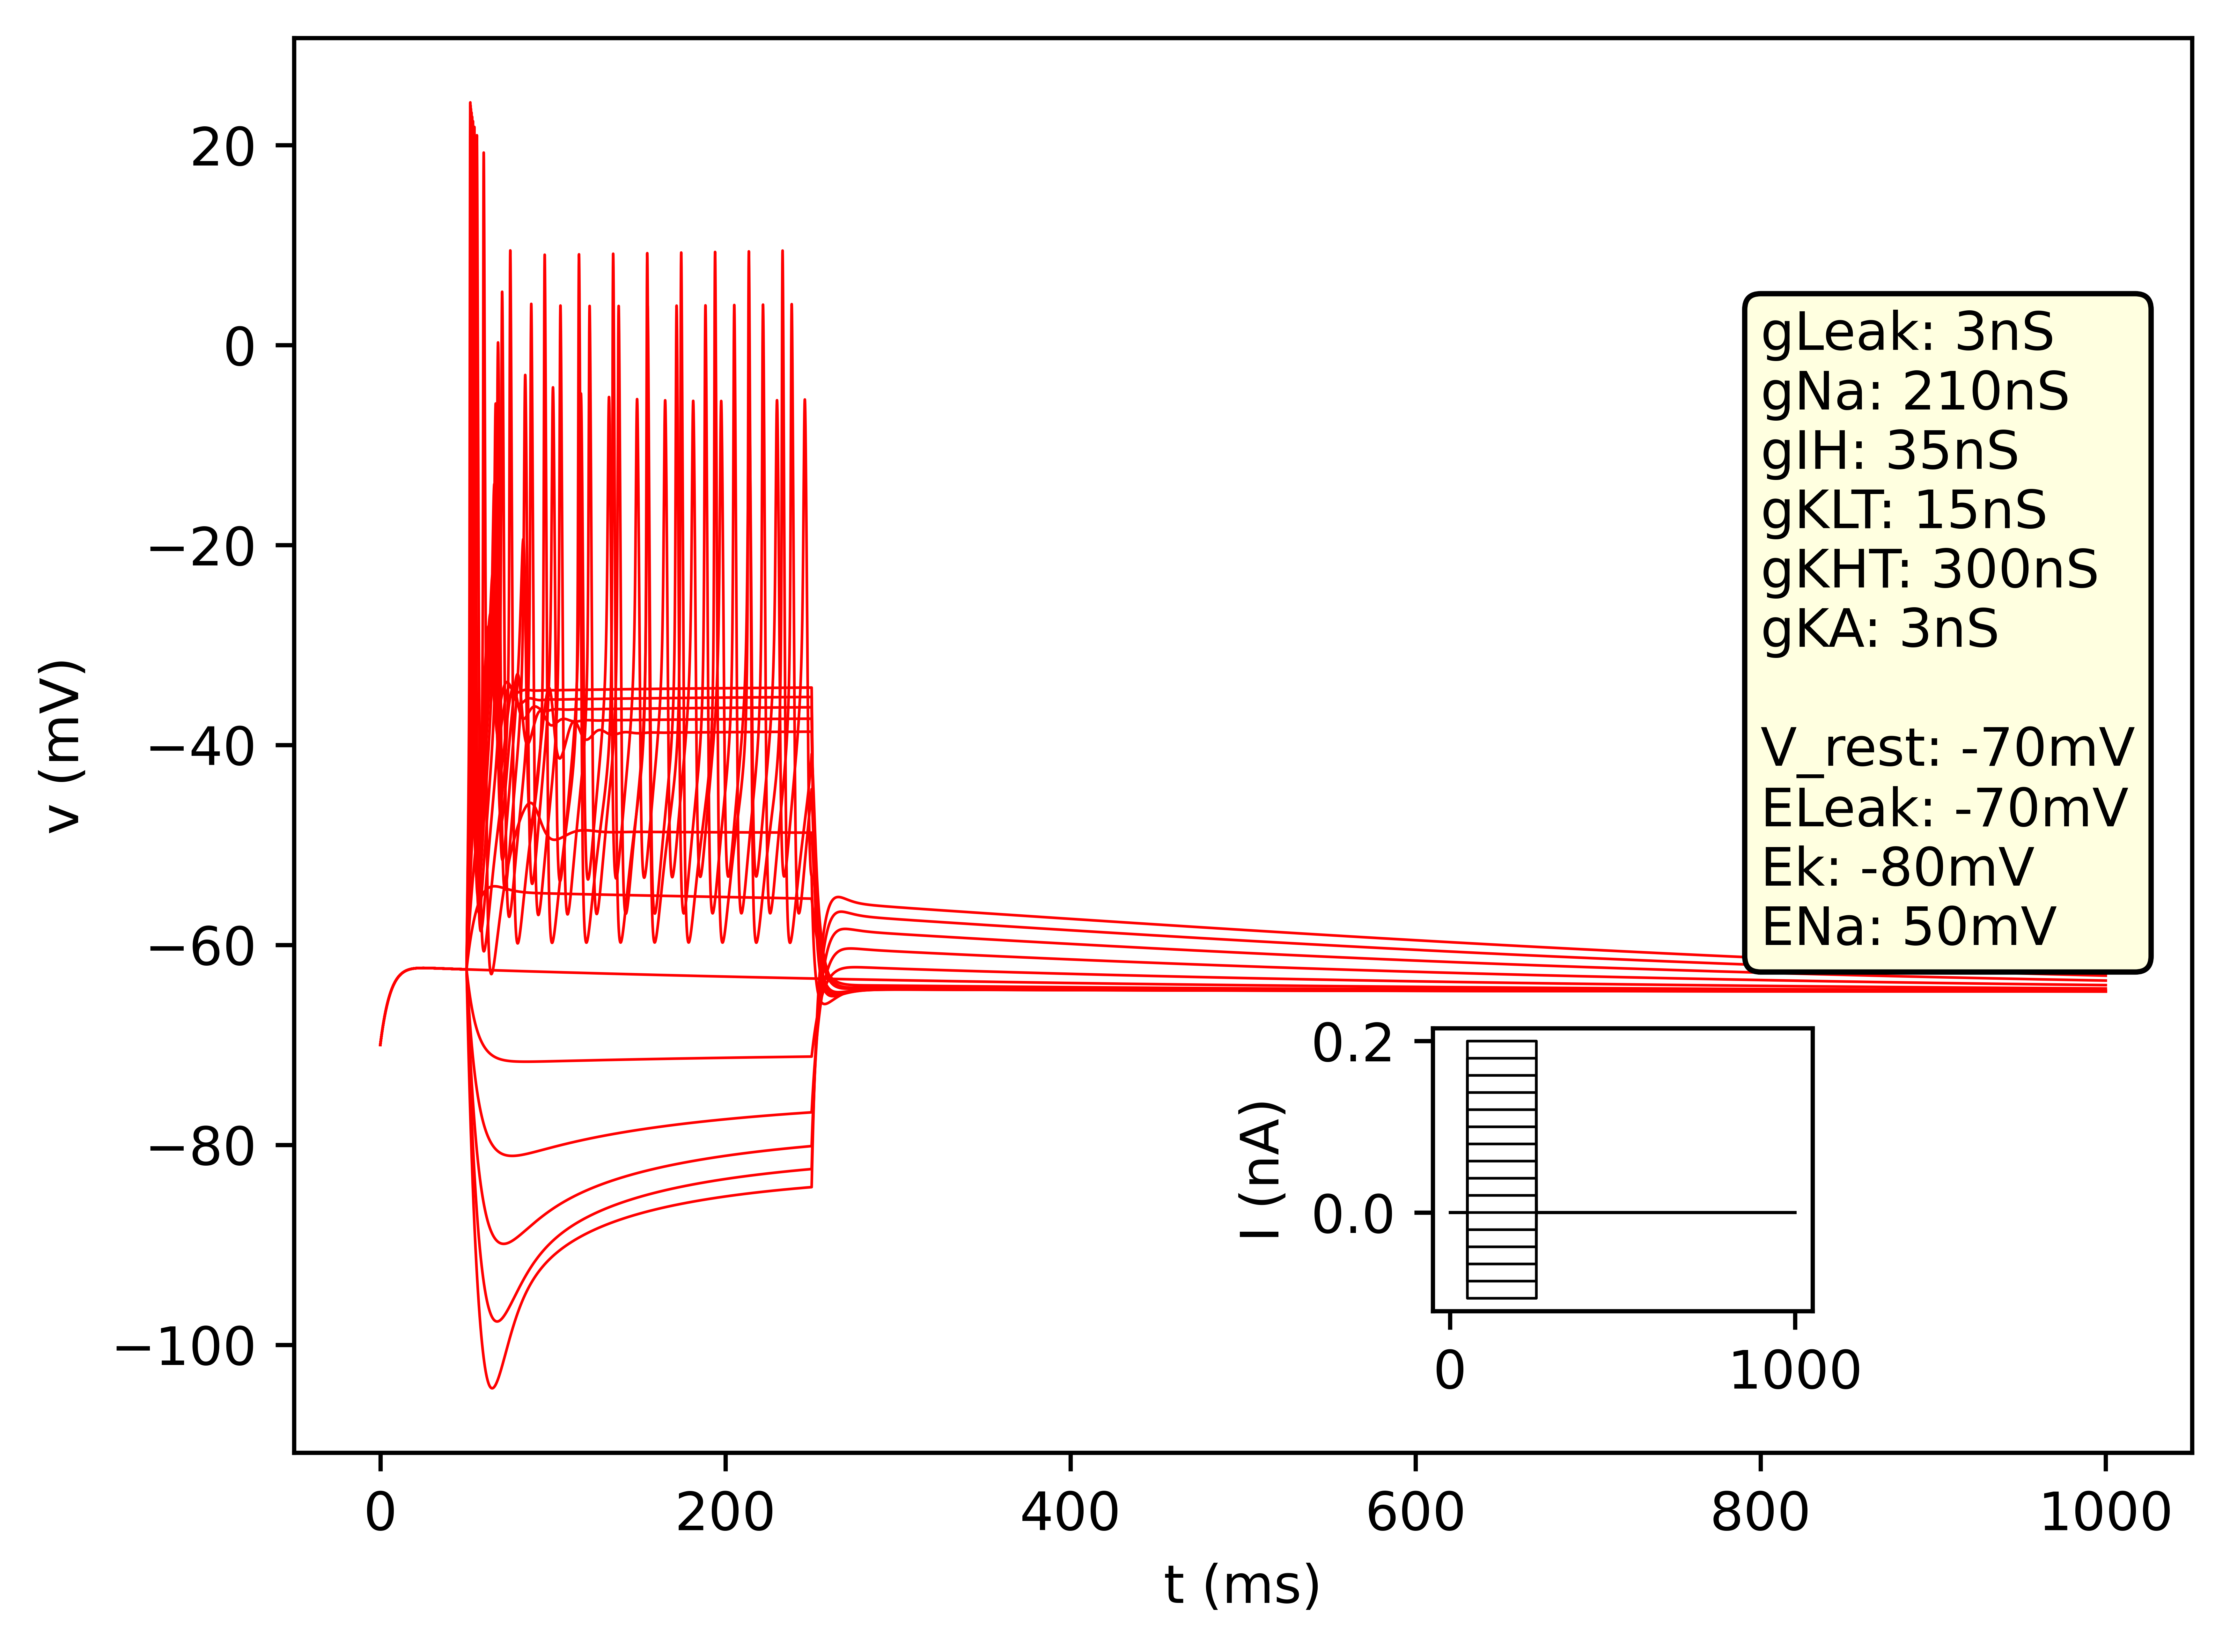 20
0
−20
−40
−60
−80
−100
v (mV)
gLeak: 3nS
gNa: 210nS
gIH: 35nS
gKLT: 15nS
gKHT: 300nS
gKA: 3nS
V_rest: -70mV
ELeak: -70mV
Ek: -80mV
ENa: 50mV
0.2
0.0
I (nA)
0 1000
0 200 400 600 800 1000
t (ms)